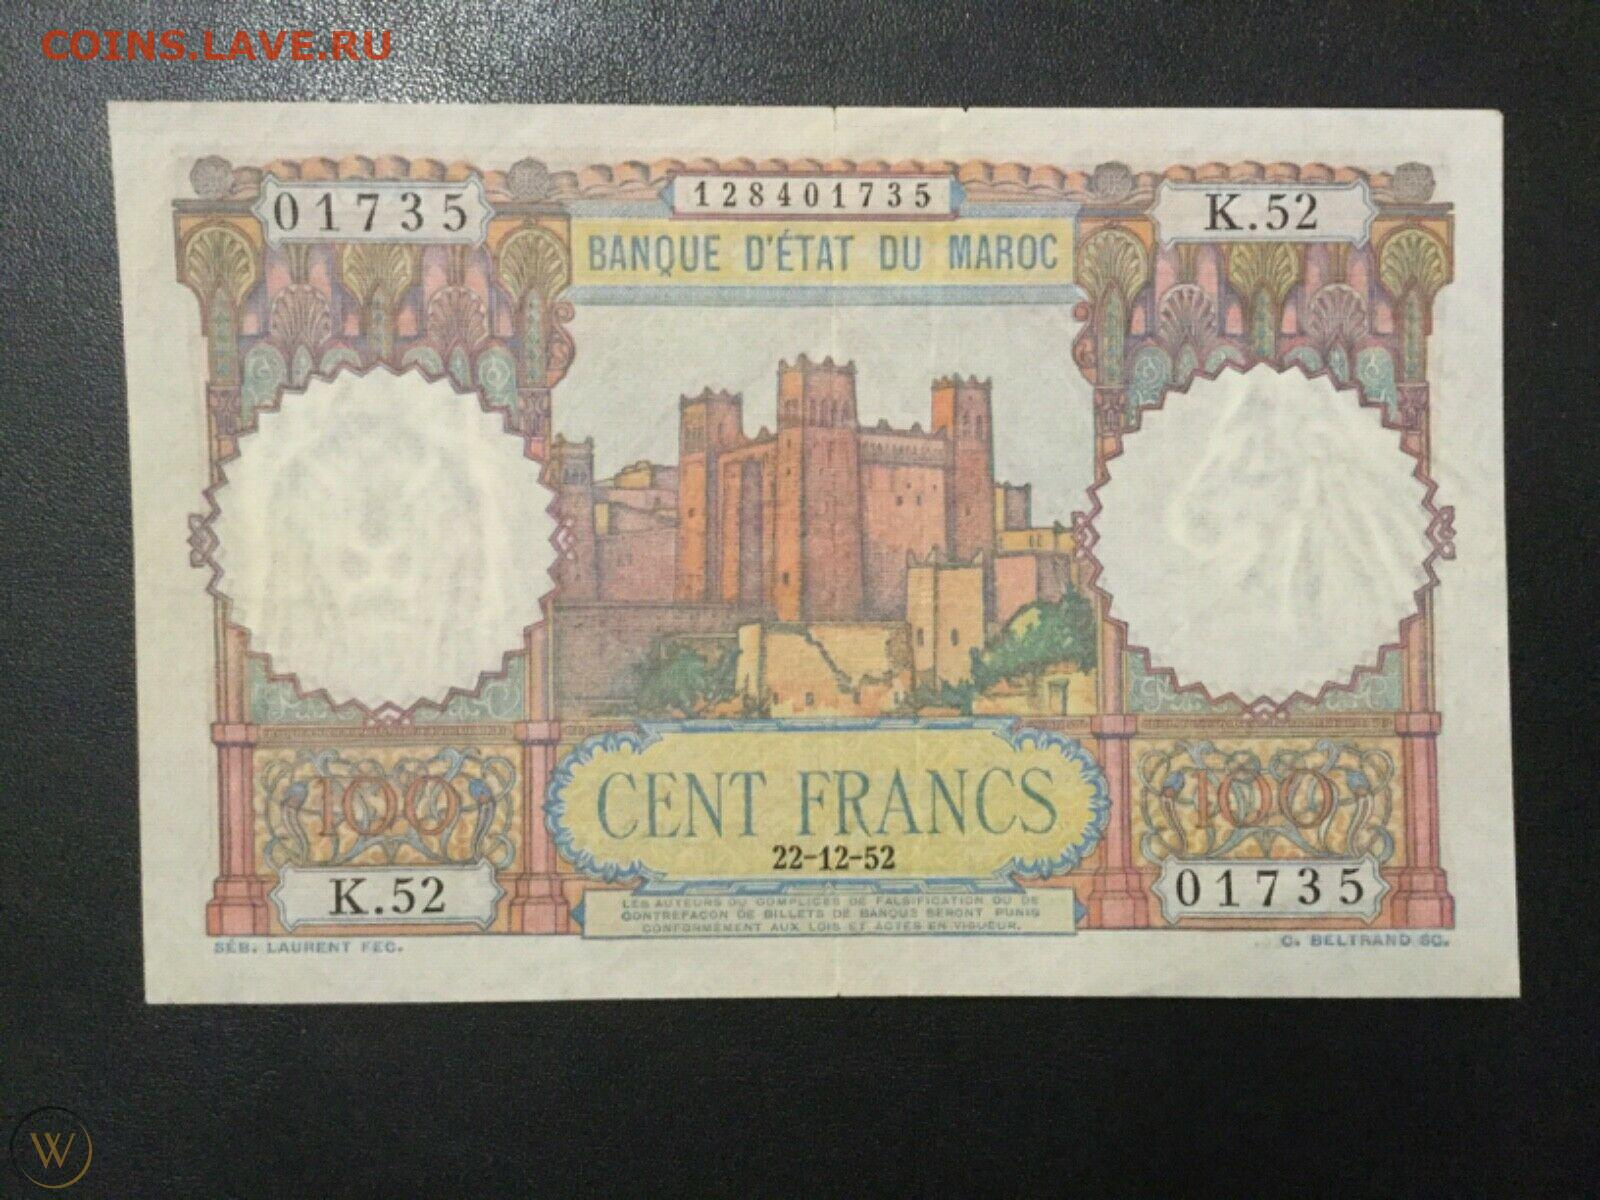 COINS.LAVE.RU
01735
128401735
K.52
BANQUE D'ÉTAT DU MAROC
100
100
CENT FRANCS
22-12-52
K.52
01735
LES AUTEURS OU COMPLICES DE FALSIFICATION OU DE
CONTREFAÇON DE BILLETS DE BANQUE SERONT PUNIS
CONFORMÉMENT AUX LOIS ET ACTES EN VIGUEUR.
SÉB. LAURENT FEC.
C. BELTRAND SC.
W